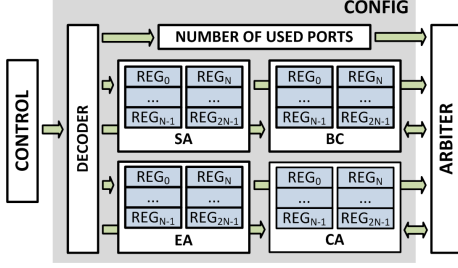 CONFIG
NUMBER OF USED PORTS
CONTROL
DECODER
ARBITER
REG0 REGN
... ...
REGN-1 REG2N-1
SA
REG0 REGN
... ...
REGN-1 REG2N-1
BC
REG0 REGN
... ...
REGN-1 REG2N-1
EA
REG0 REGN
... ...
REGN-1 REG2N-1
CA